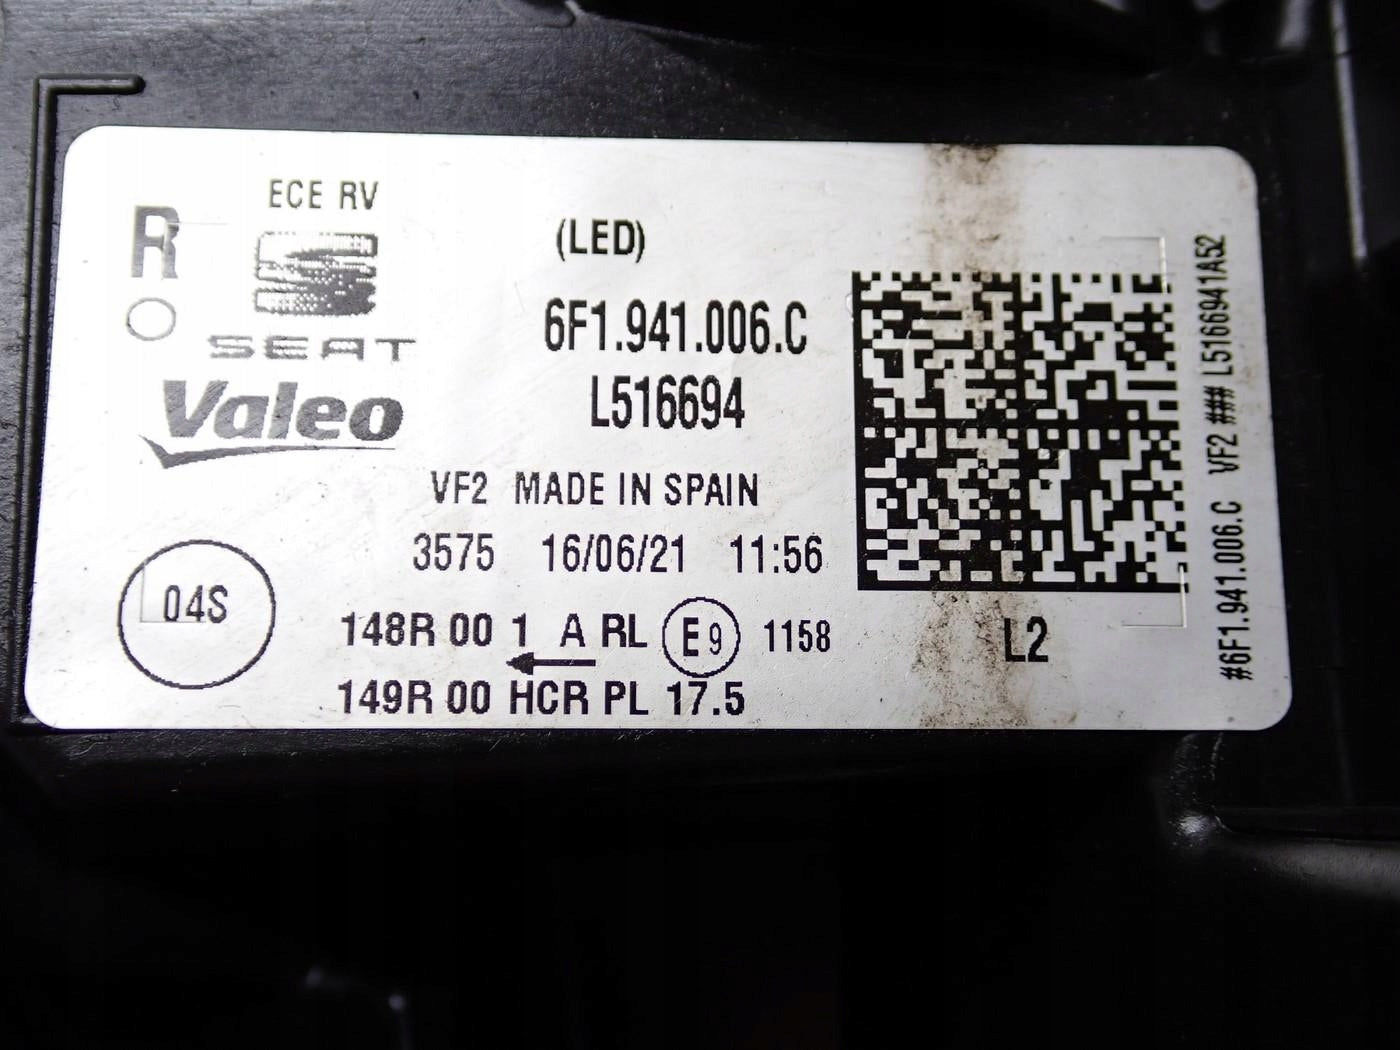 ECE RV
R
SEAT
Valeo
(LED)
6F1.941.006.C
L516694
VF2 MADE IN SPAIN
3575 16/06/21 11:56
04S
148R 00 1 A RL E9 1158
149R 00 HCR PL 17.5
L2
#6F1.941.006.C VF2 ### L5166941A52